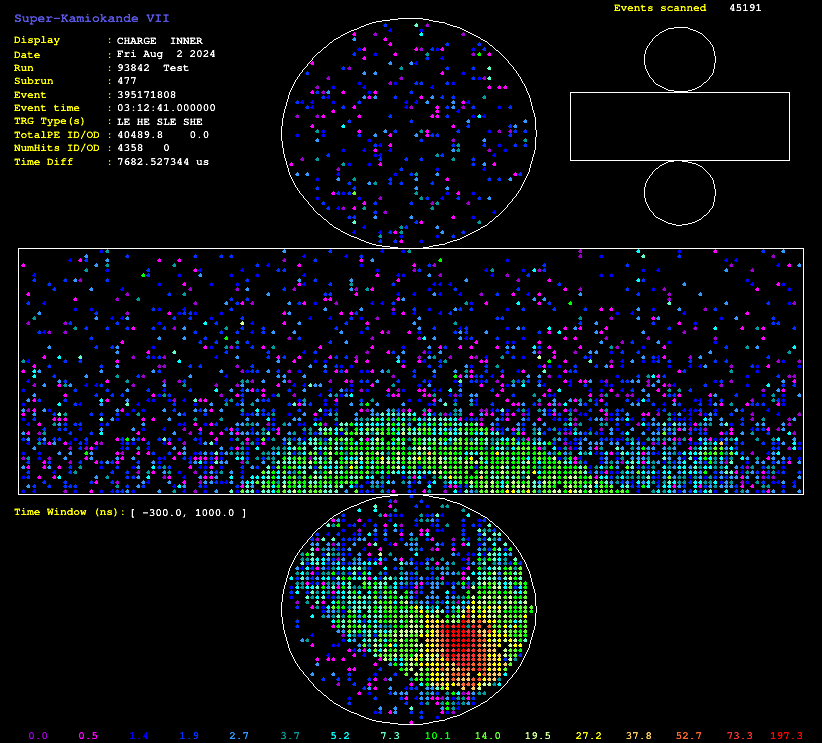 Super-Kamiokande VII
Events scanned 45191
Display : CHARGE INNER
Date : Fri Aug 2 2024
Run : 93842 Test
Subrun : 477
Event : 395171808
Event time : 03:12:41.000000
TRG Type(s) : LE HE SLE SHE
TotalPE ID/OD : 40489.8 0.0
NumHits ID/OD : 4358 0
Time Diff : 7682.527344 us
Time Window (ns): [ -300.0, 1000.0 ]
0.0 0.5 1.4 1.9 2.7 3.7 5.2 7.3 10.1 14.0 19.5 27.2 37.8 52.7 73.3 197.3